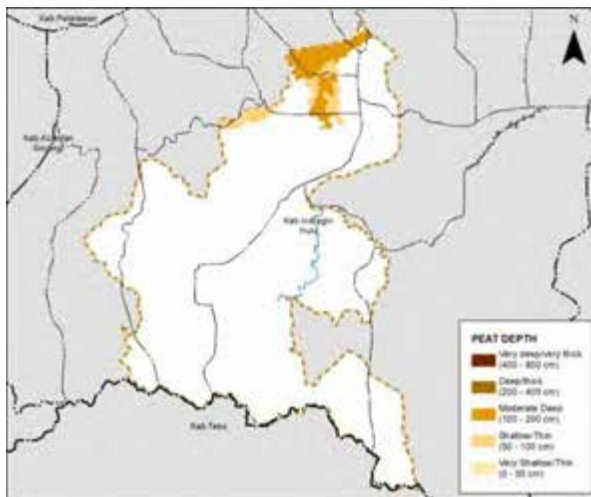 Kab Pelalawan
N
Kab Kuantan
Singingi
Kab Indragiri
Hulu
Kab Tebo
PEAT DEPTH
Very deep/very thick
(400 - 800 cm)
Deep/thick
(200 - 400 cm)
Moderate Deep
(100 - 200 cm)
Shallow/Thin
(50 - 100 cm)
Very Shallow/Thin
(0 - 50 cm)